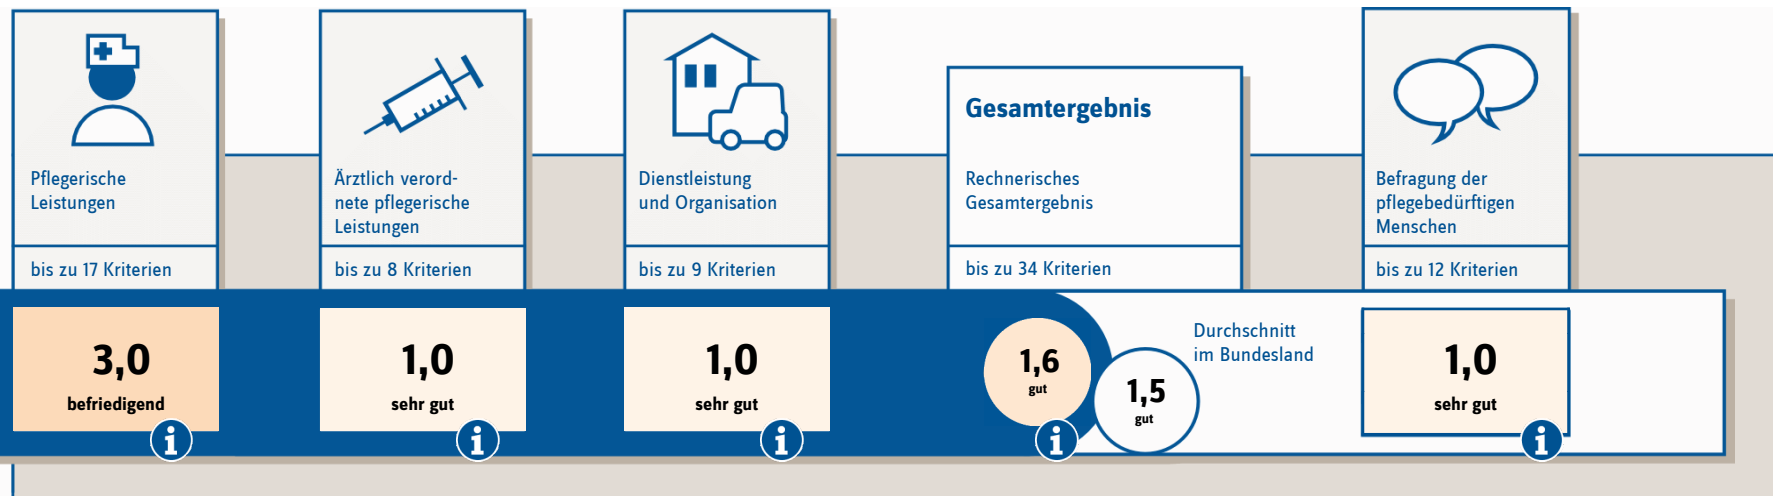 Pflegerische
Leistungen
bis zu 17 Kriterien
3,0
befriedigend
i
Ärztlich verord-
nete pflegerische
Leistungen
bis zu 8 Kriterien
1,0
sehr gut
i
Dienstleistung
und Organisation
bis zu 9 Kriterien
1,0
sehr gut
i
Gesamtergebnis
Rechnerisches
Gesamtergebnis
bis zu 34 Kriterien
1,6
gut
i
Durchschnitt
im Bundesland
1,5
gut
Befragung der
pflegebedürftigen
Menschen
bis zu 12 Kriterien
1,0
sehr gut
i